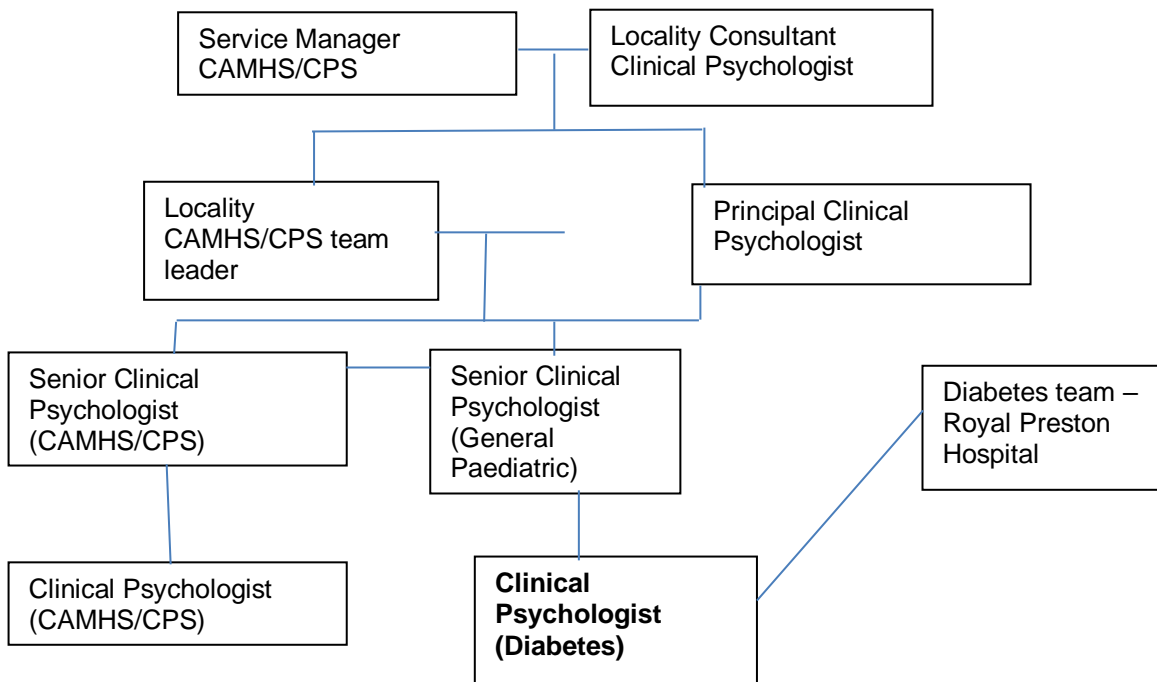 Service Manager
CAMHS/CPS
Locality Consultant
Clinical Psychologist
Locality
CAMHS/CPS team
leader
Principal Clinical
Psychologist
Senior Clinical
Psychologist
(CAMHS/CPS)
Senior Clinical
Psychologist
(General
Paediatric)
Diabetes team –
Royal Preston
Hospital
Clinical Psychologist
(CAMHS/CPS)
Clinical
Psychologist
(Diabetes)